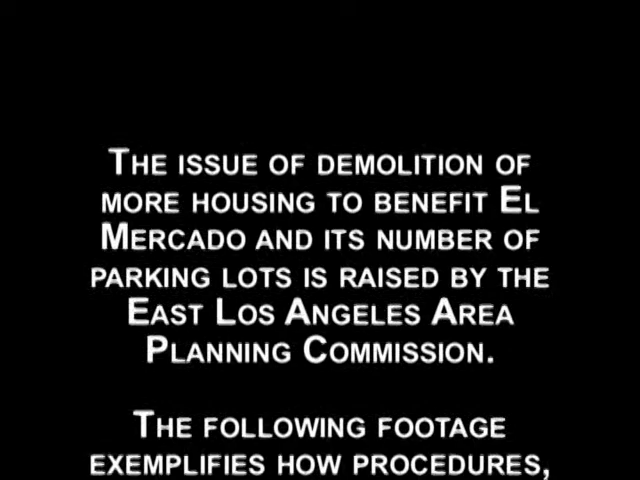 The issue of demolition of
more housing to benefit El
Mercado and its number of
parking lots is raised by the
East Los Angeles Area
Planning Commission.
The following footage
exemplifies how procedures,